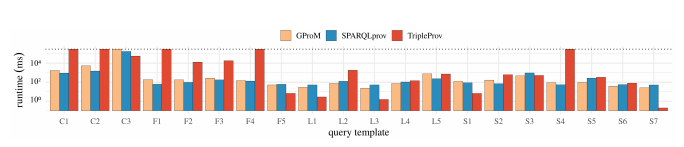 GProM SPARQLprov TripleProv
runtime (ms)
10⁴
10²
10⁰
C1 C2 C3 F1 F2 F3 F4 F5 L1 L2 L3 L4 L5 S1 S2 S3 S4 S5 S6 S7
query template